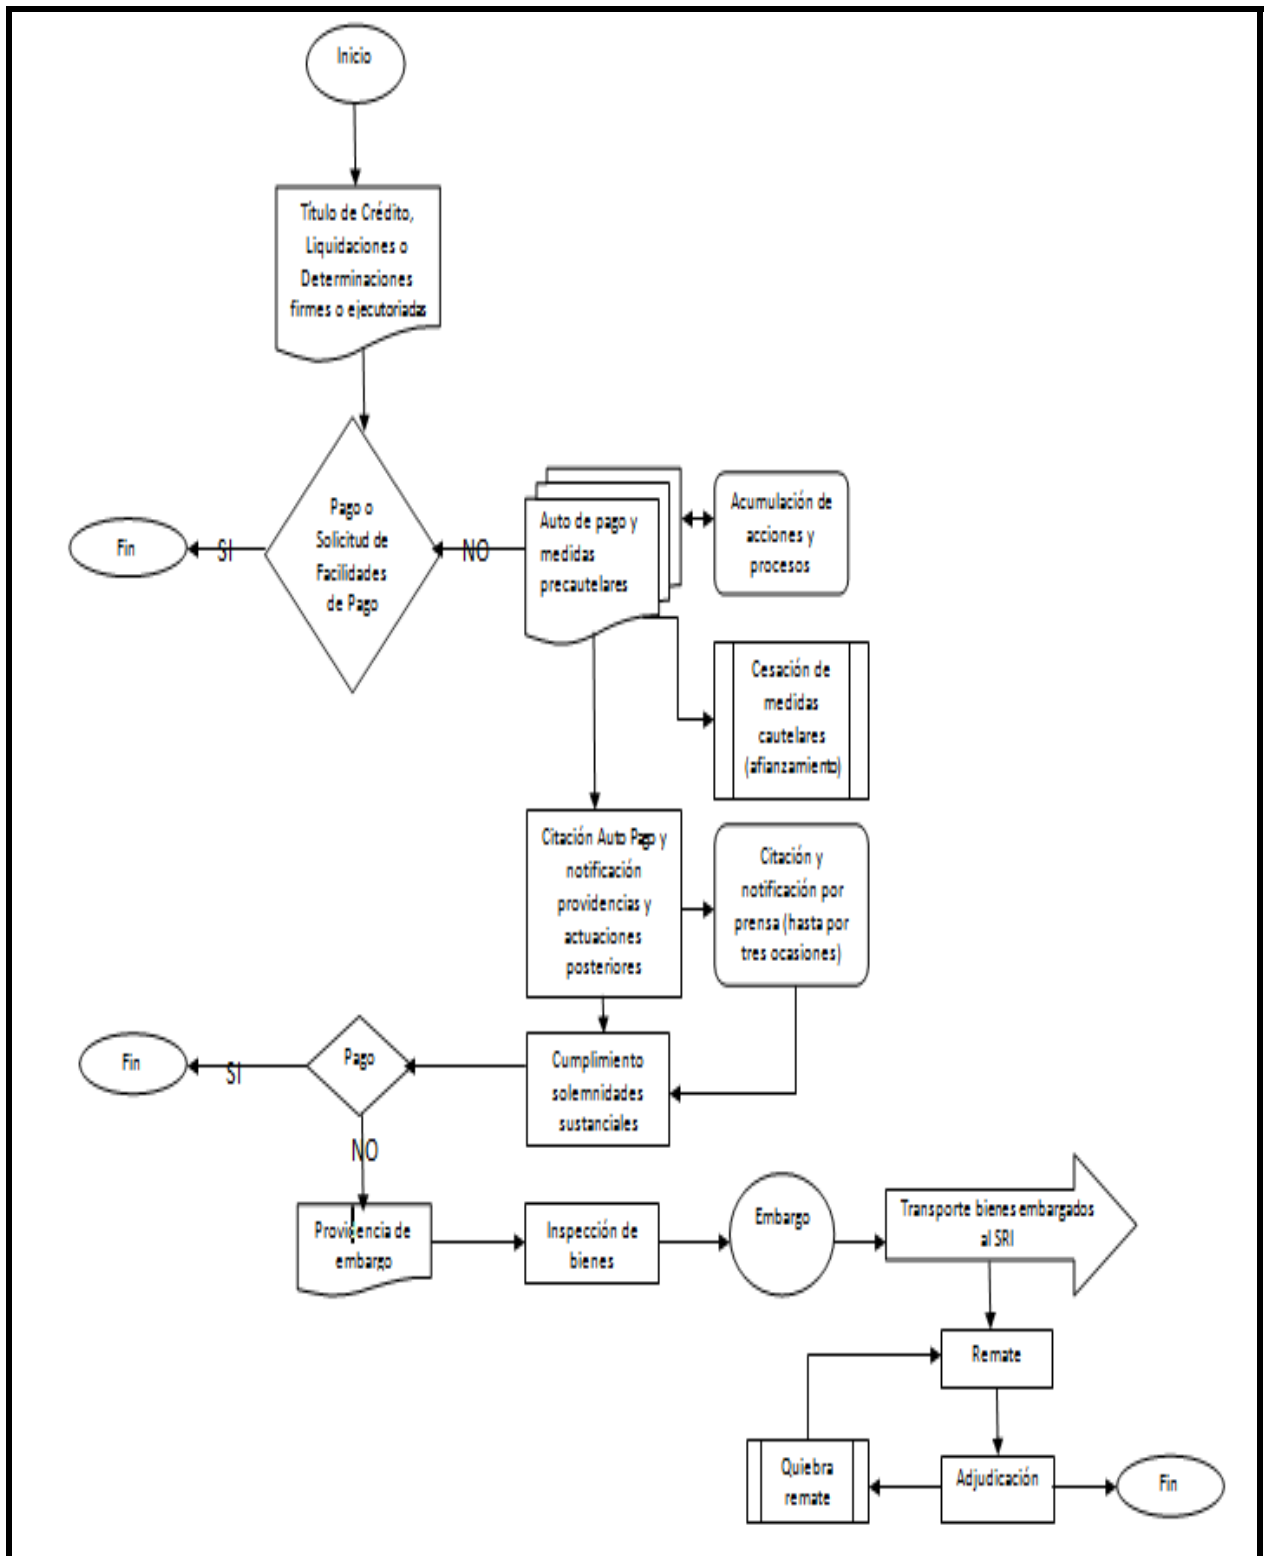 Inicio
Título de Crédito,
Liquidaciones o
Determinaciones
firmes o ejecutoriadas
Pago o
Solicitud de
Facilidades
de Pago
SI
Fin
NO
Auto de pago y
medidas
precautelares
Acumulación de
acciones y
procesos
Cesación de
medidas
cautelares
(afianzamiento)
Citación Auto Pago y
notificación
providencias y
actuaciones
posteriores
Citación y
notificación por
prensa (hasta por
tres ocasiones)
Cumplimiento
solemnidades
sustanciales
Pago
SI
Fin
NO
Providencia de
embargo
Inspección de
bienes
Embargo
Transporte bienes embargados
al SRI
Remate
Adjudicación
Quiebra
remate
Fin